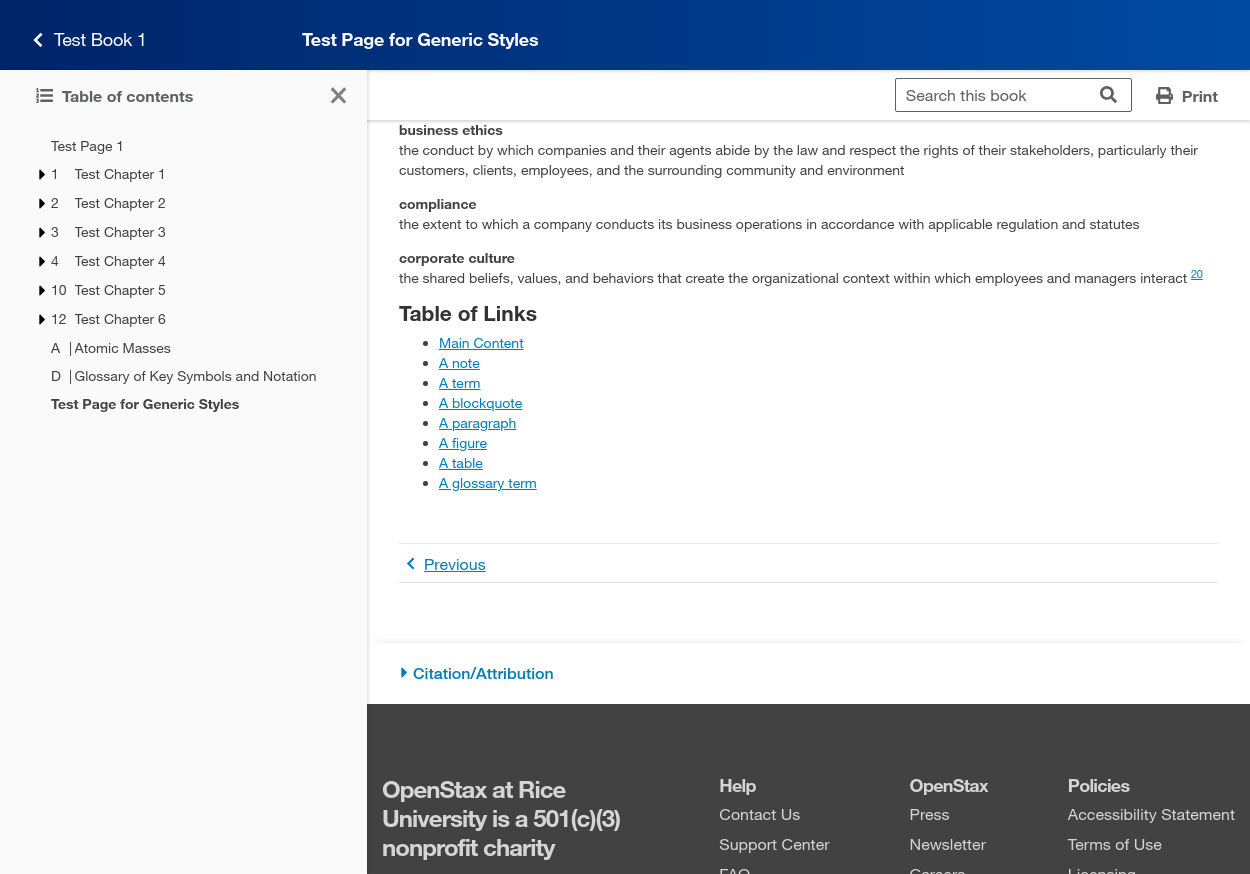 Test Book 1
Test Page for Generic Styles
Table of contents
Search this book
Print
Test Page 1
1 Test Chapter 1
2 Test Chapter 2
3 Test Chapter 3
4 Test Chapter 4
10 Test Chapter 5
12 Test Chapter 6
A | Atomic Masses
D | Glossary of Key Symbols and Notation
Test Page for Generic Styles
business ethics
the conduct by which companies and their agents abide by the law and respect the rights of their stakeholders, particularly their
customers, clients, employees, and the surrounding community and environment
compliance
the extent to which a company conducts its business operations in accordance with applicable regulation and statutes
corporate culture
the shared beliefs, values, and behaviors that create the organizational context within which employees and managers interact 20
Table of Links
Main Content
A note
A term
A blockquote
A paragraph
A figure
A table
A glossary term
Previous
Citation/Attribution
OpenStax at Rice
University is a 501(c)(3)
nonprofit charity
Help
Contact Us
Support Center
FAQ
OpenStax
Press
Newsletter
Careers
Policies
Accessibility Statement
Terms of Use
Licensing